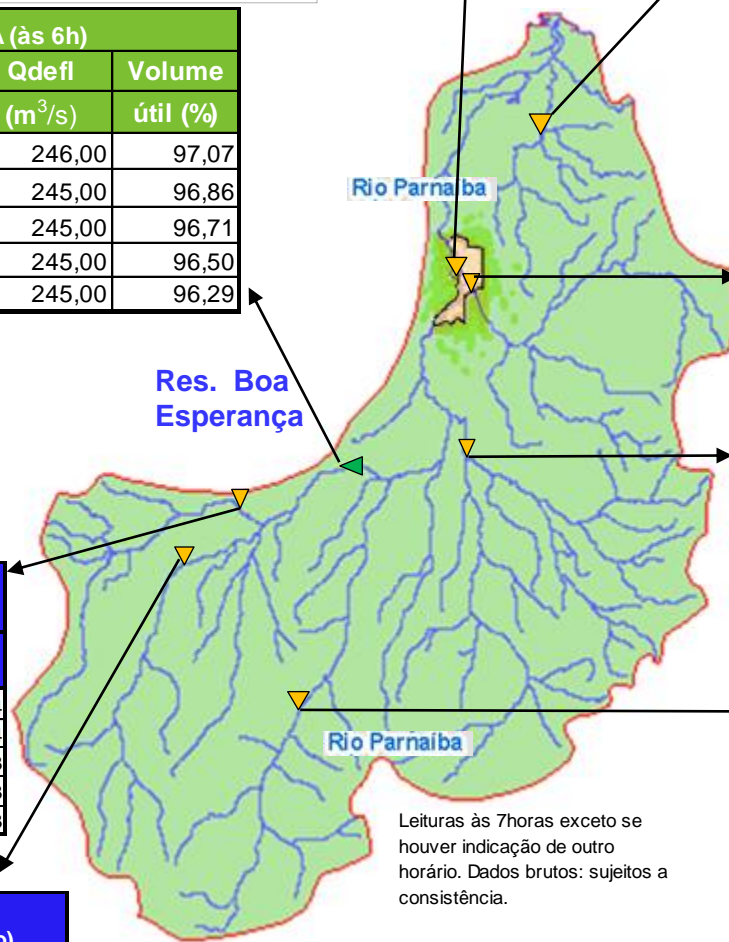 (às 6h)
Qdefl Volume
(m³/s) útil (%)
246,00 97,07
245,00 96,86
245,00 96,71
245,00 96,50
245,00 96,29
Rio Parnaíba
Res. Boa
Esperança
Rio Parnaíba
Leituras às 7horas exceto se
houver indicação de outro
horário. Dados brutos: sujeitos a
consistência.